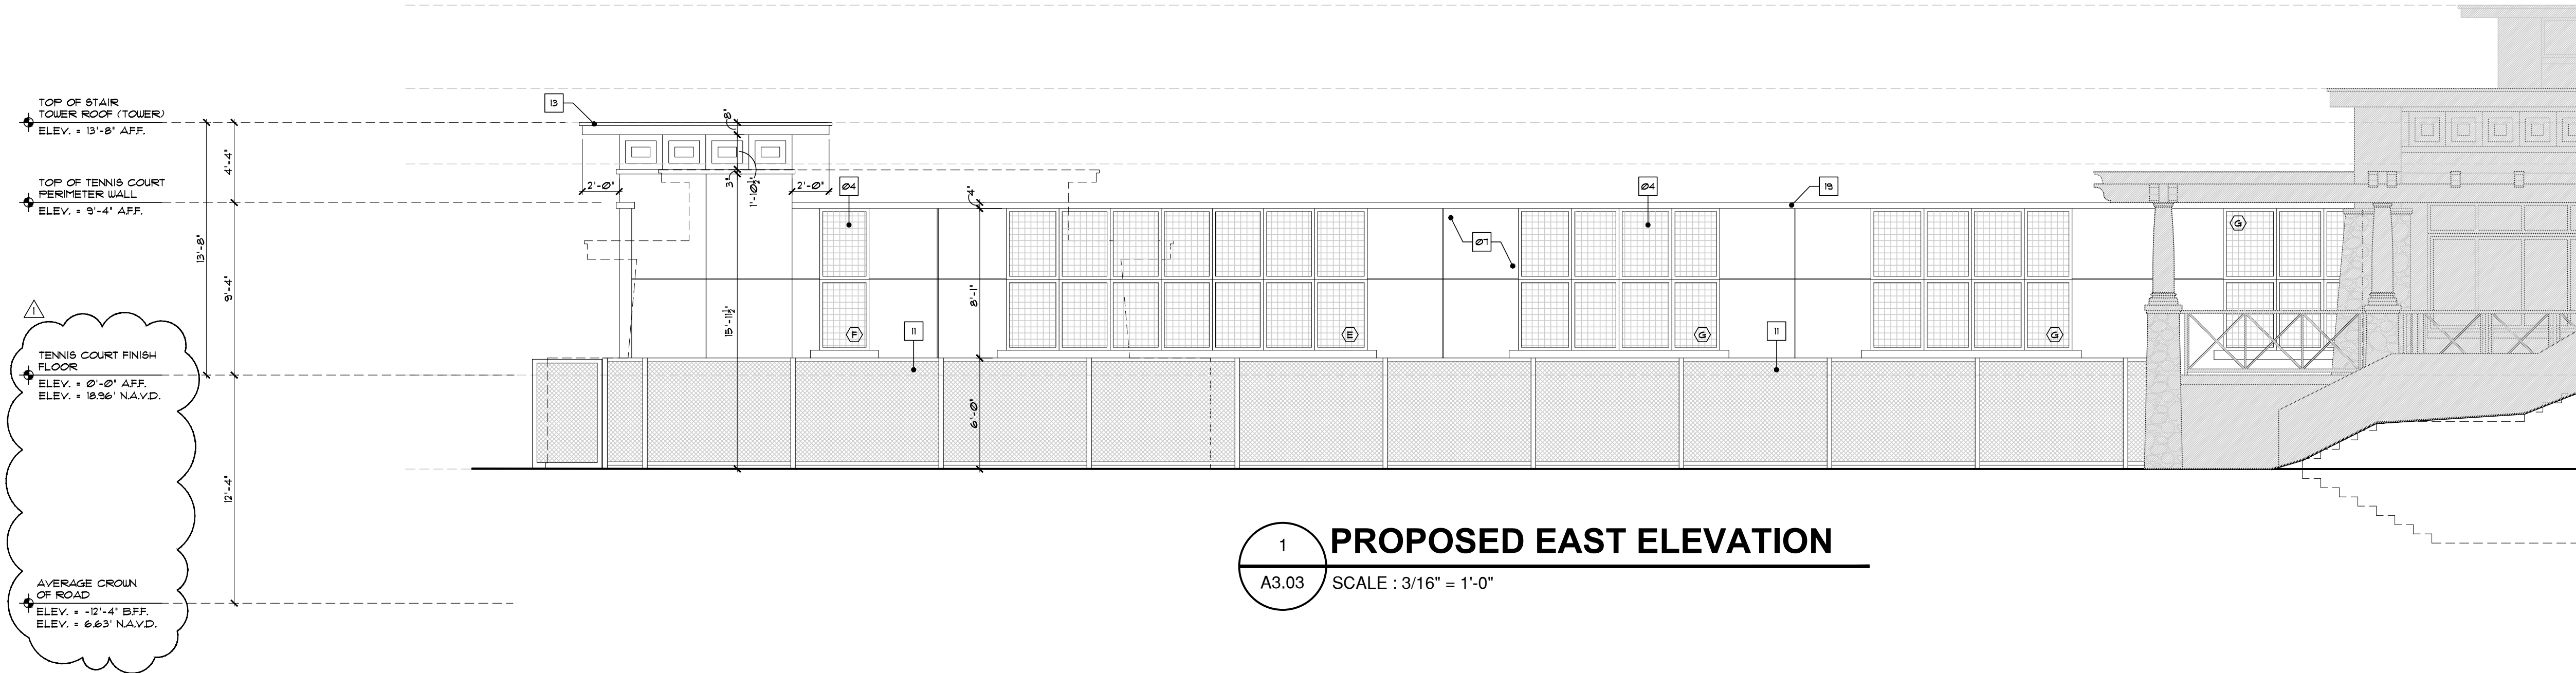 TOP OF STAIR
TOWER ROOF (TOWER)
ELEV. = 13'-8" A.F.F.
TOP OF TENNIS COURT
PERIMETER WALL
ELEV. = 9'-4" A.F.F.
1
TENNIS COURT FINISH
FLOOR
ELEV. = 0'-0" A.F.F.
ELEV. = 18.96' N.A.V.D.
AVERAGE CROWN
OF ROAD
ELEV. = -12'-4" B.F.F.
ELEV. = 6.63' N.A.V.D.
13'-8"
4'-4"
9'-4"
12'-4"
13
8"
2'-0"
3"
1'-10½"
2'-0"
15'-11½"
04
4"
8'-1"
6'-0"
F
11
E
07
04
G
19
11
G
G
1
A3.03
PROPOSED EAST ELEVATION
SCALE : 3/16" = 1'-0"